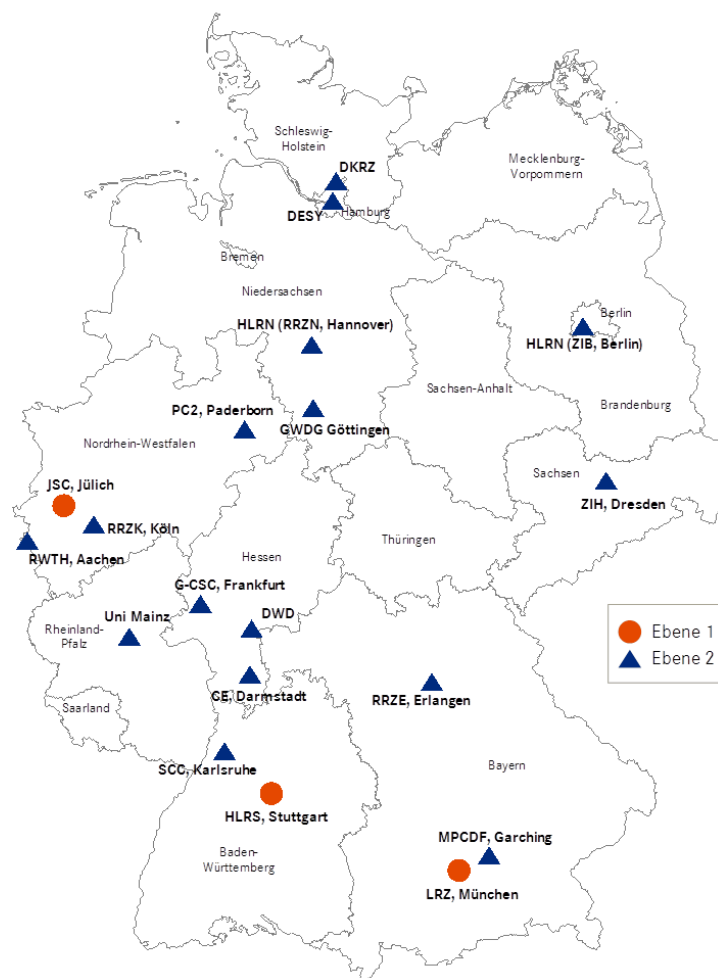 Schleswig-
Holstein
Mecklenburg-
Vorpommern
DKRZ
DESY
Hamburg
Bremen
Niedersachsen
Berlin
HLRN (RRZN, Hannover)
HLRN (ZIB, Berlin)
Sachsen-Anhalt
Brandenburg
PC2, Paderborn
GWDG Göttingen
Nordrhein-Westfalen
Sachsen
JSC, Jülich
ZIH, Dresden
RRZK, Köln
Thüringen
RWTH, Aachen
Hessen
G-CSC, Frankfurt
Uni Mainz
DWD
Rheinland-
Pfalz
Ebene 1
Ebene 2
CE, Darmstadt
RRZE, Erlangen
Saarland
SCC, Karlsruhe
Bayern
HLRS, Stuttgart
MPCDF, Garching
Baden-
Württemberg
LRZ, München